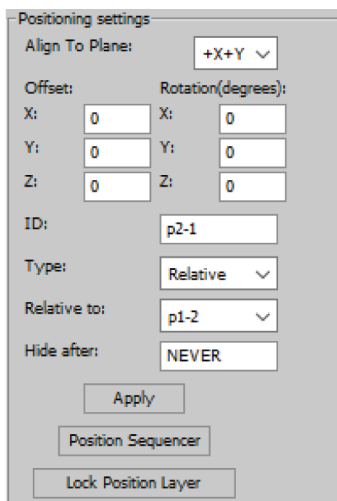 Positioning settings
Align To Plane: +X+Y
Offset: Rotation(degrees):
X: 0 X: 0
Y: 0 Y: 0
Z: 0 Z: 0
ID: p2-1
Type: Relative
Relative to: p1-2
Hide after: NEVER
Apply
Position Sequencer
Lock Position Layer